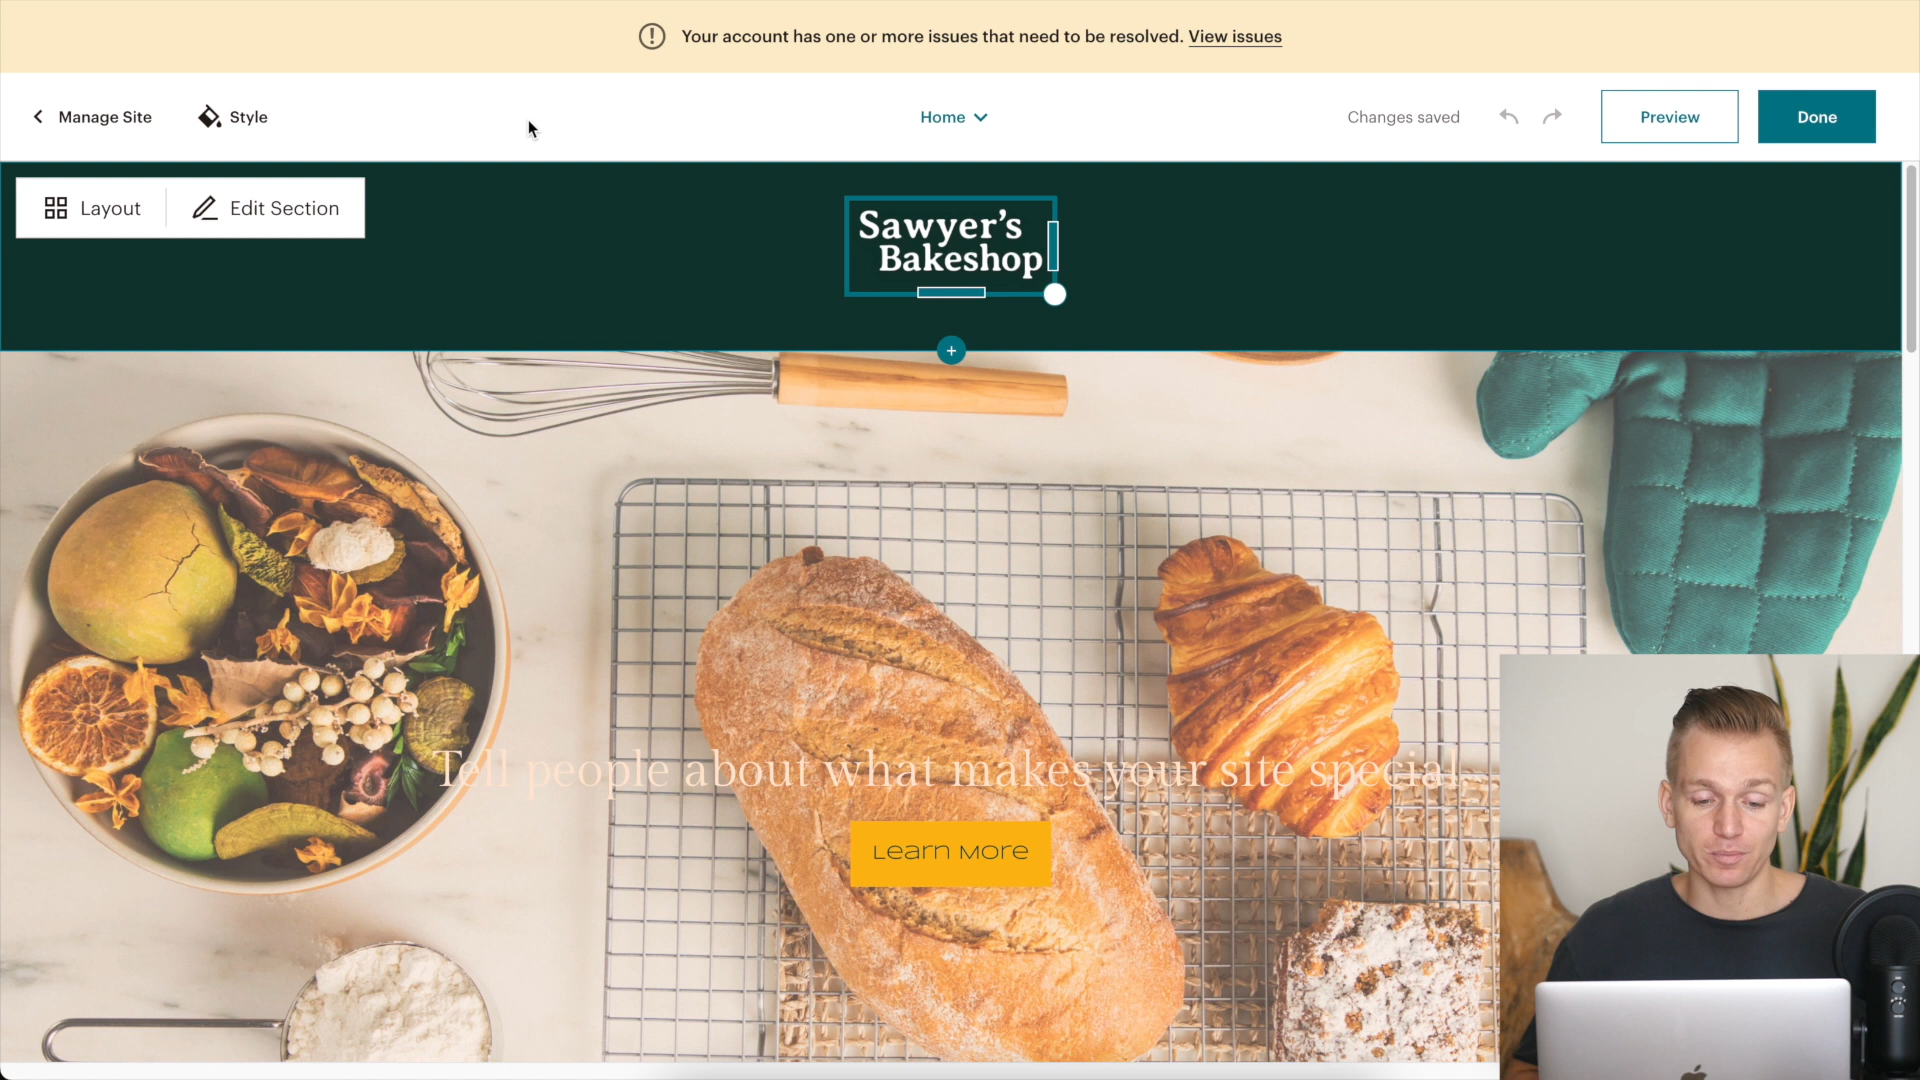 Your account has one or more issues that need to be resolved. View issues
Manage Site
Style
Home
Changes saved
Preview
Done
Layout
Edit Section
Sawyer's
Bakeshop
Tell people about what makes your site special.
Learn More